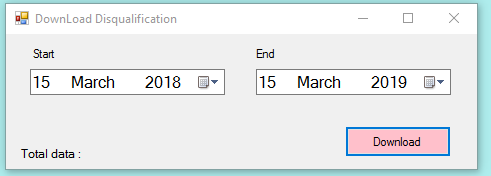 DownLoad Disqualification
Start End
15 March 2018 15 March 2019
Download
Total data :